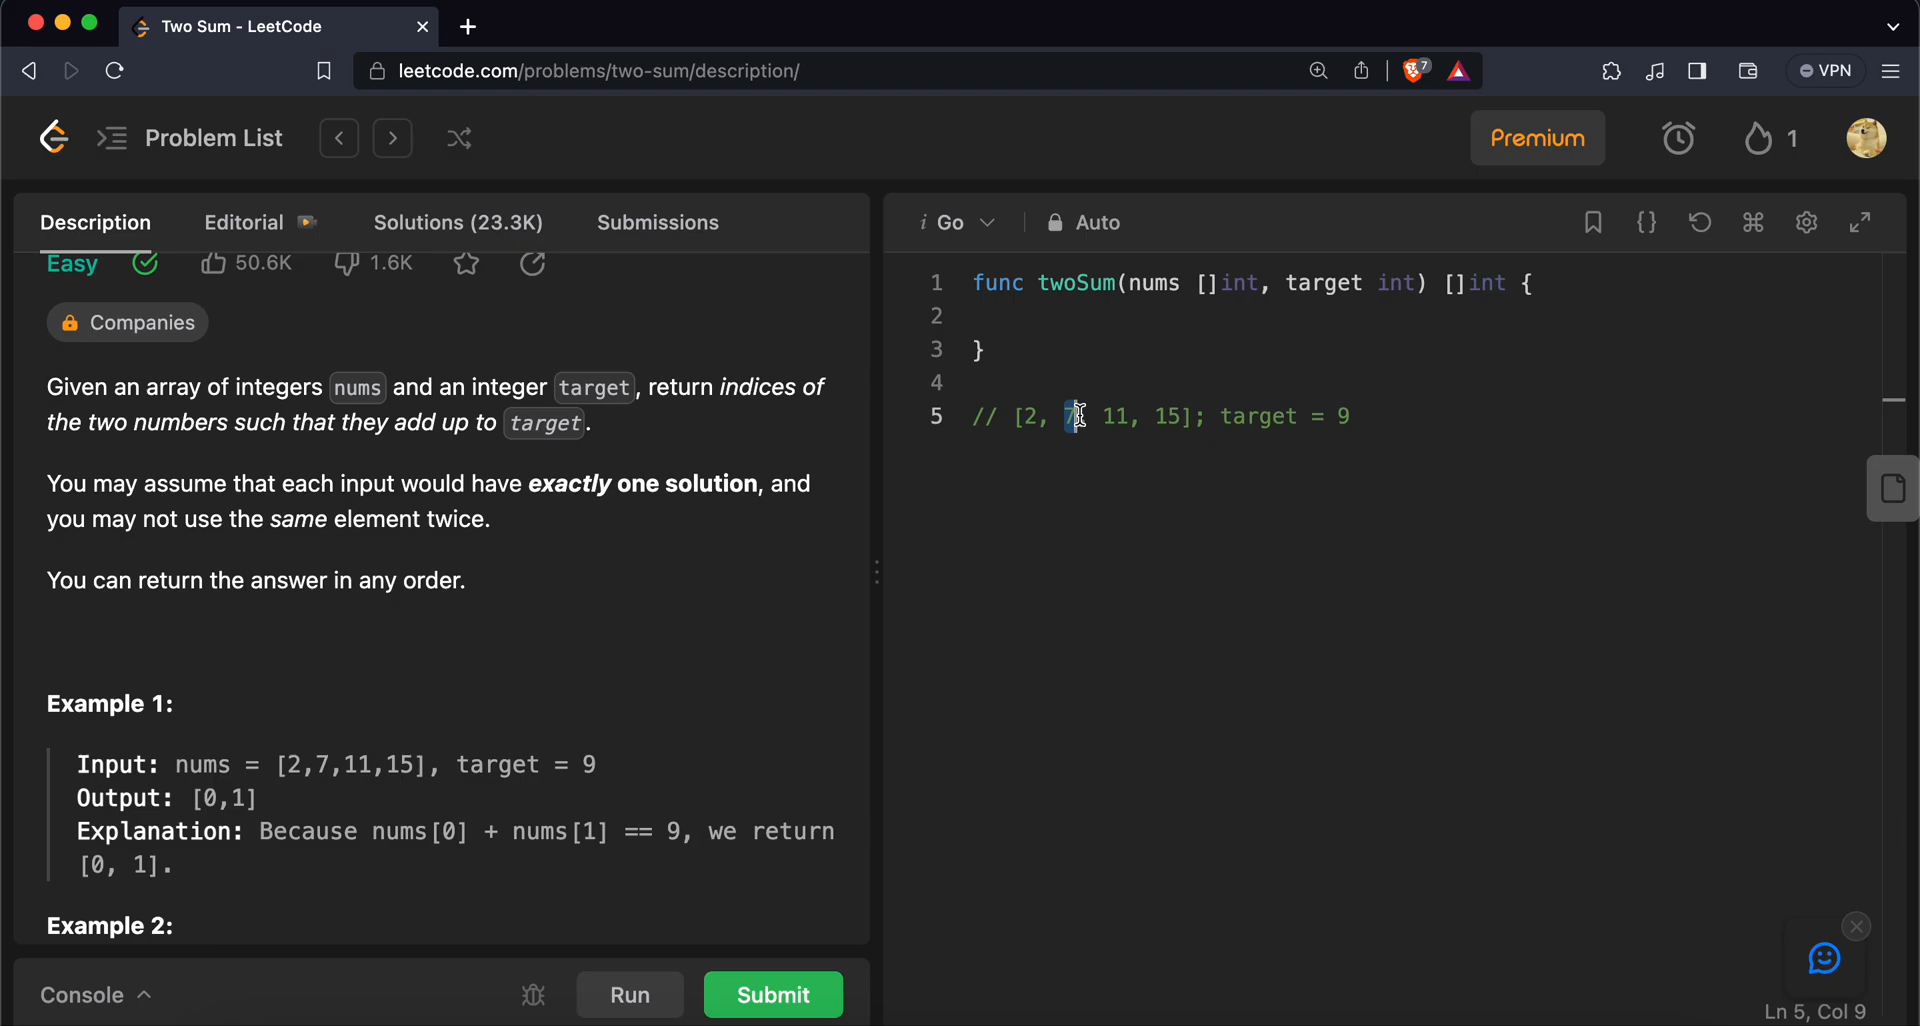 Two Sum - LeetCode
leetcode.com/problems/two-sum/description/
7
VPN
Problem List
Premium
1
Description
Editorial
Solutions (23.3K)
Submissions
Easy
50.6K
1.6K
Companies
Given an array of integers nums and an integer target, return indices of
the two numbers such that they add up to target.
You may assume that each input would have exactly one solution, and
you may not use the same element twice.
You can return the answer in any order.
Example 1:
Input: nums = [2,7,11,15], target = 9
Output: [0,1]
Explanation: Because nums[0] + nums[1] == 9, we return
[0, 1].
Example 2:
Console
Run
Submit
i Go
Auto
1 func twoSum(nums []int, target int) []int {
2
3 }
4
5 // [2, 7, 11, 15]; target = 9
Ln 5, Col 9